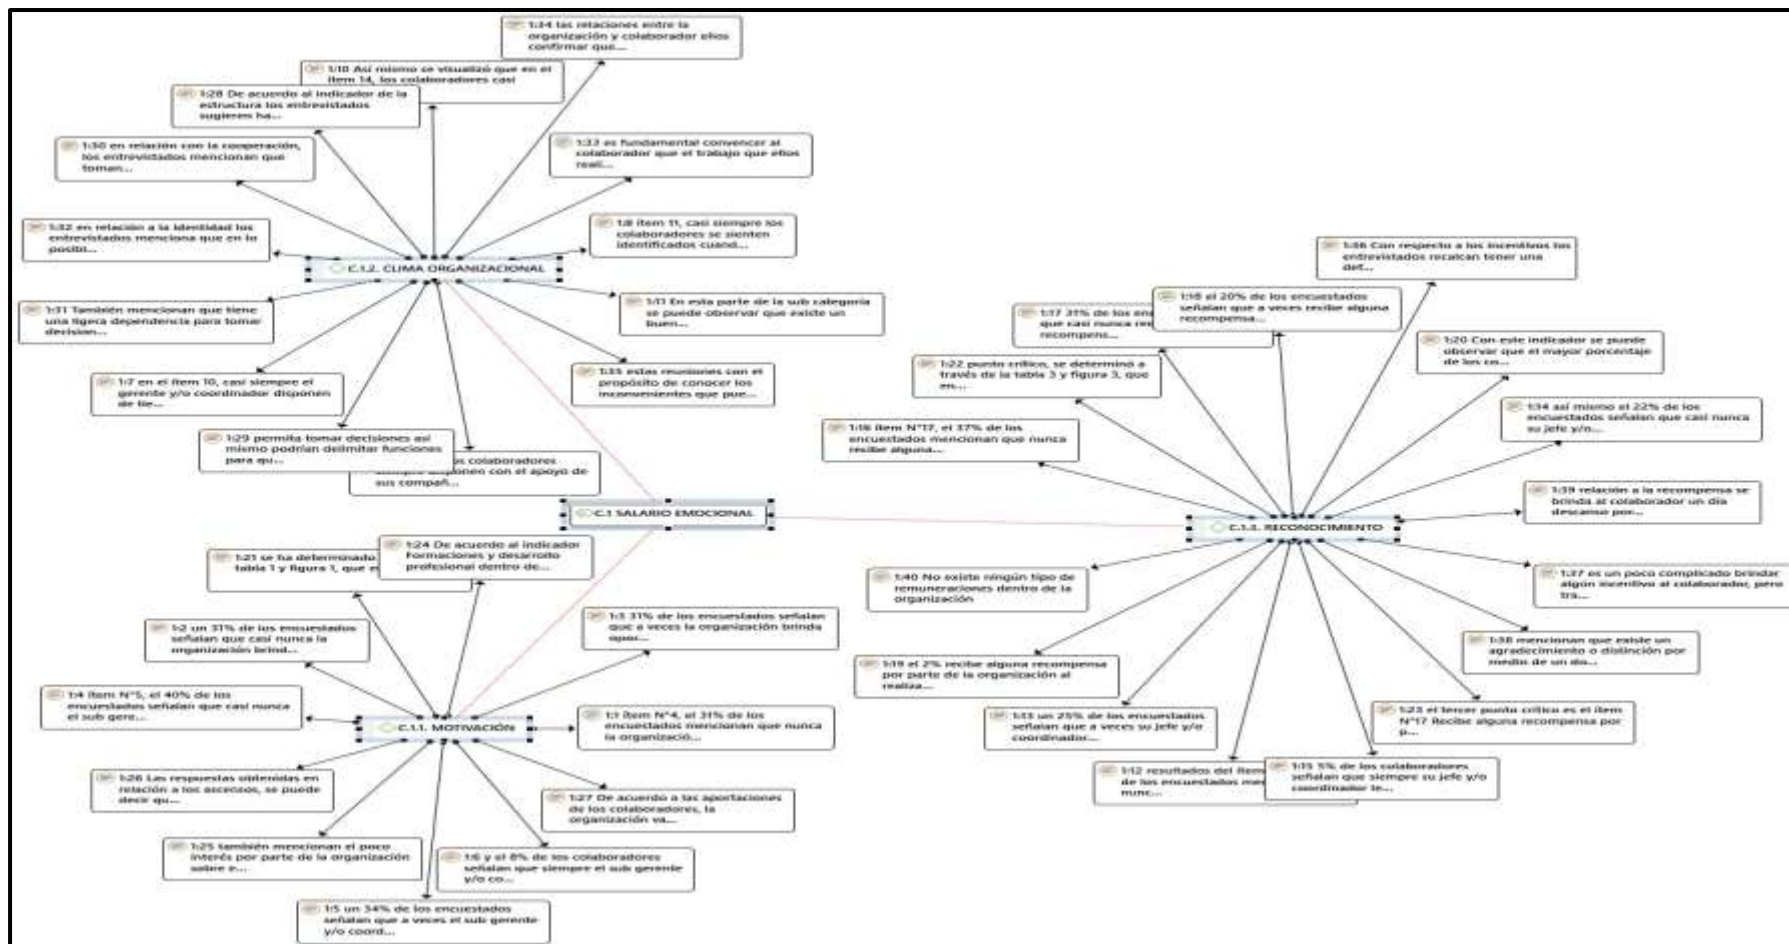 1:34 las relaciones entre la
organización y colaborador ellos
confirmar que...
1:10 Así mismo se visualizó que en el
ítem 14, los colaboradores casi
1:28 De acuerdo al indicador de la
estructura los entrevistados
sugieren ha...
1:30 en relación con la cooperación,
los entrevistados mencionan que
toman...
1:33 es fundamental convencer al
colaborador que el trabajo que ellos
reali...
1:32 en relación a la identidad los
entrevistados menciona que en lo
positi...
1:8 ítem 11, casi siempre los
colaboradores se sienten
identificados cuand...
C.1.2. CLIMA ORGANIZACIONAL
1:31 También mencionan que tiene
una ligera dependencia para tomar
decision...
1:11 En esta parte de la sub categoría
se puede observar que existe un
buen...
1:7 en el ítem 10, casi siempre el
gerente y/o coordinador disponen
de tie...
1:35 estas reuniones con el
propósito de conocer los
inconvenientes que pue...
1:29 permita tomar decisiones así
mismo podrían delimitar funciones
para qu...
os colaboradores
disponen con el apoyo de
sus compañ...
C.1 SALARIO EMOCIONAL
1:36 Con respecto a los incentivos los
entrevistados recalcan tener una
det...
1:18 el 20% de los encuestados
señalan que a veces recibe alguna
recompensa...
1:17 31% de los en
que casi nunca re
recompens...
1:20 Con este indicador se puede
observar que el mayor porcentaje
de los co...
1:22 punto crítico, se determinó a
través de la tabla 3 y figura 3, que
en...
1:14 así mismo el 22% de los
encuestados señalan que casi nunca
su jefe y/o...
1:16 ítem N°17, el 37% de los
encuestados mencionan que nunca
recibe alguna...
1:39 relación a la recompensa se
brinda al colaborador un día
descanso por...
RECONOCIMIENTO
1:40 No existe ningún tipo de
remuneraciones dentro de la
organización
1:37 es un poco complicado brindar
algún incentivo al colaborador, pero
tra...
1:38 mencionan que existe un
agradecimiento o distinción por
medio de un do...
1:19 el 2% recibe alguna recompensa
por parte de la organización al
realiza...
1:23 el tercer punto crítico es el ítem
N°17 Recibe alguna recompensa por
p...
1:13 un 25% de los encuestados
señalan que a veces su jefe y/o
coordinador...
1:12 resultados del ítem
de los encuestados me
nunc...
1:15 5% de los colaboradores
señalan que siempre su jefe y/o
coordinador le...
1:24 De acuerdo al indicador
Formaciones y desarrollo
profesional dentro de...
1:21 se ha determinado
tabla 1 y figura 1, que e
1:3 31% de los encuestados señalan
que a veces la organización brinda
opor...
1:2 un 31% de los encuestados
señalan que casi nunca la
organización brind...
1:4 ítem N°5, el 40% de los
encuestados señalan que casi nunca
el sub gere...
1:1 ítem N°4, el 31% de los
encuestados mencionan que nunca
la organizació...
C.1.1. MOTIVACIÓN
1:26 Las respuestas obtenidas en
relación a los ascensos, se puede
decir qu...
1:27 De acuerdo a las aportaciones
de los colaboradores, la
organización va...
1:25 también mencionan el poco
interés por parte de la organización
sobre e...
1:6 y el 8% de los colaboradores
señalan que siempre el sub gerente
y/o co...
1:5 un 34% de los encuestados
señalan que a veces el sub gerente
y/o coord...